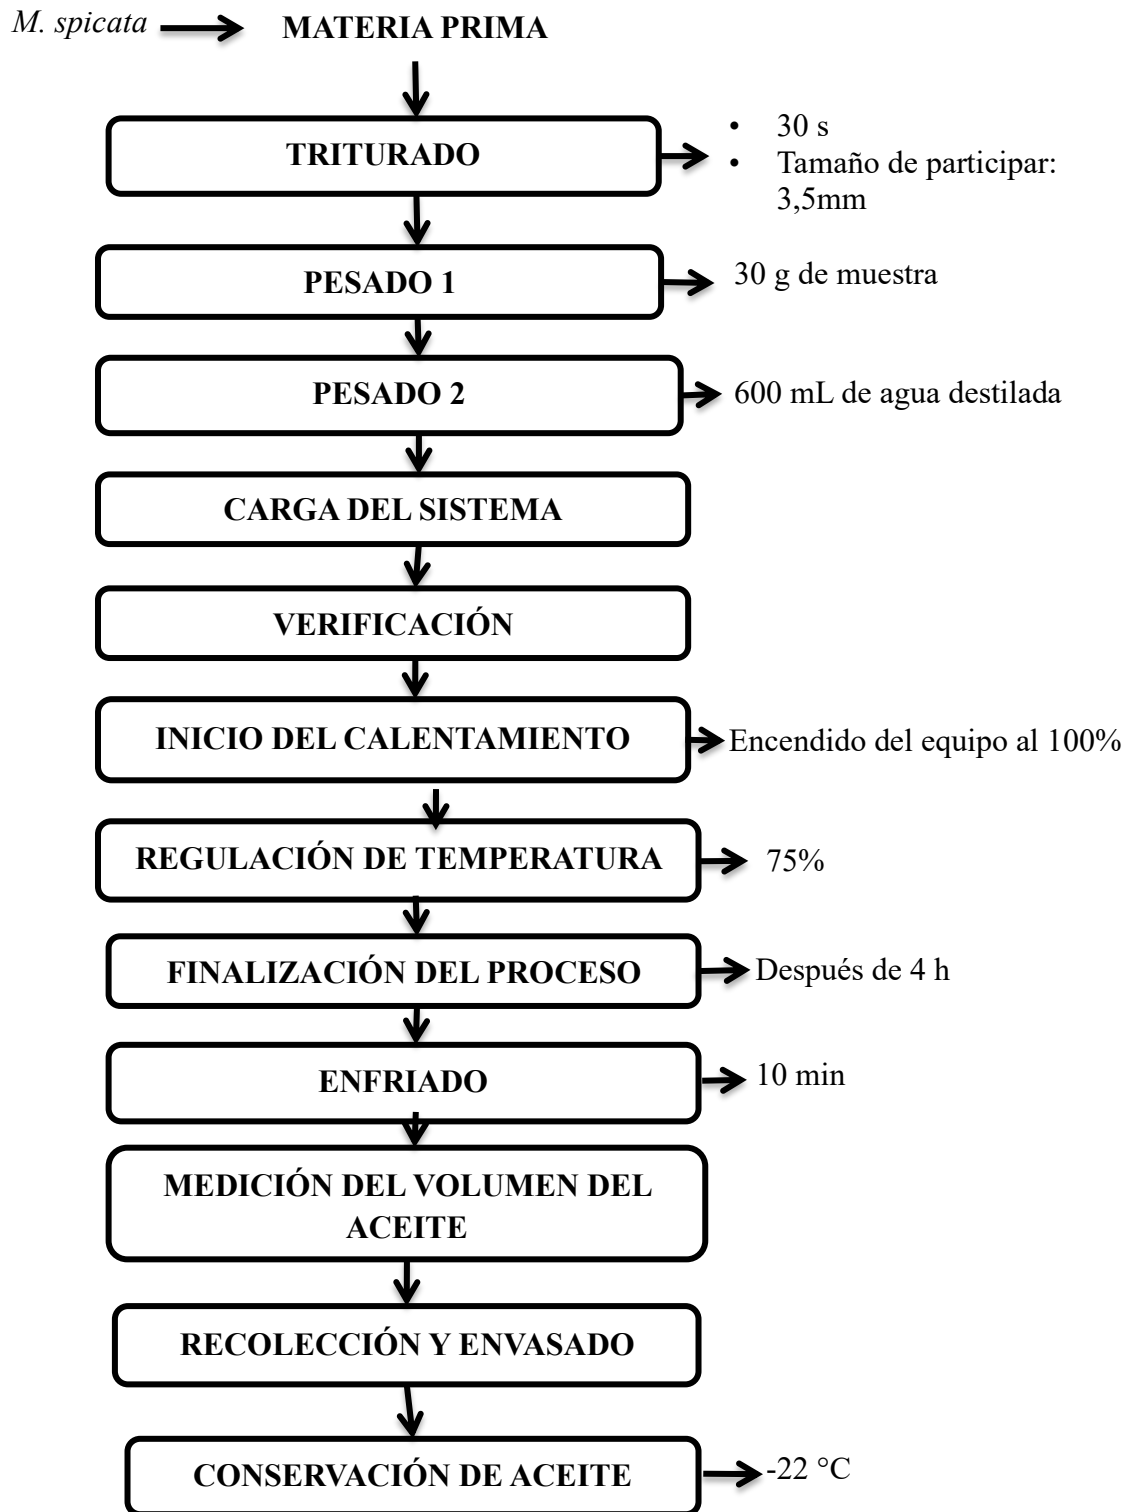 M. spicata
MATERIA PRIMA
TRITURADO
• 30 s
• Tamaño de participar:
3,5mm
PESADO 1
30 g de muestra
PESADO 2
600 mL de agua destilada
CARGA DEL SISTEMA
VERIFICACIÓN
INICIO DEL CALENTAMIENTO
Encendido del equipo al 100%
REGULACIÓN DE TEMPERATURA
75%
FINALIZACIÓN DEL PROCESO
Después de 4 h
ENFRIADO
10 min
MEDICIÓN DEL VOLUMEN DEL
ACEITE
RECOLECCIÓN Y ENVASADO
CONSERVACIÓN DE ACEITE
-22 °C